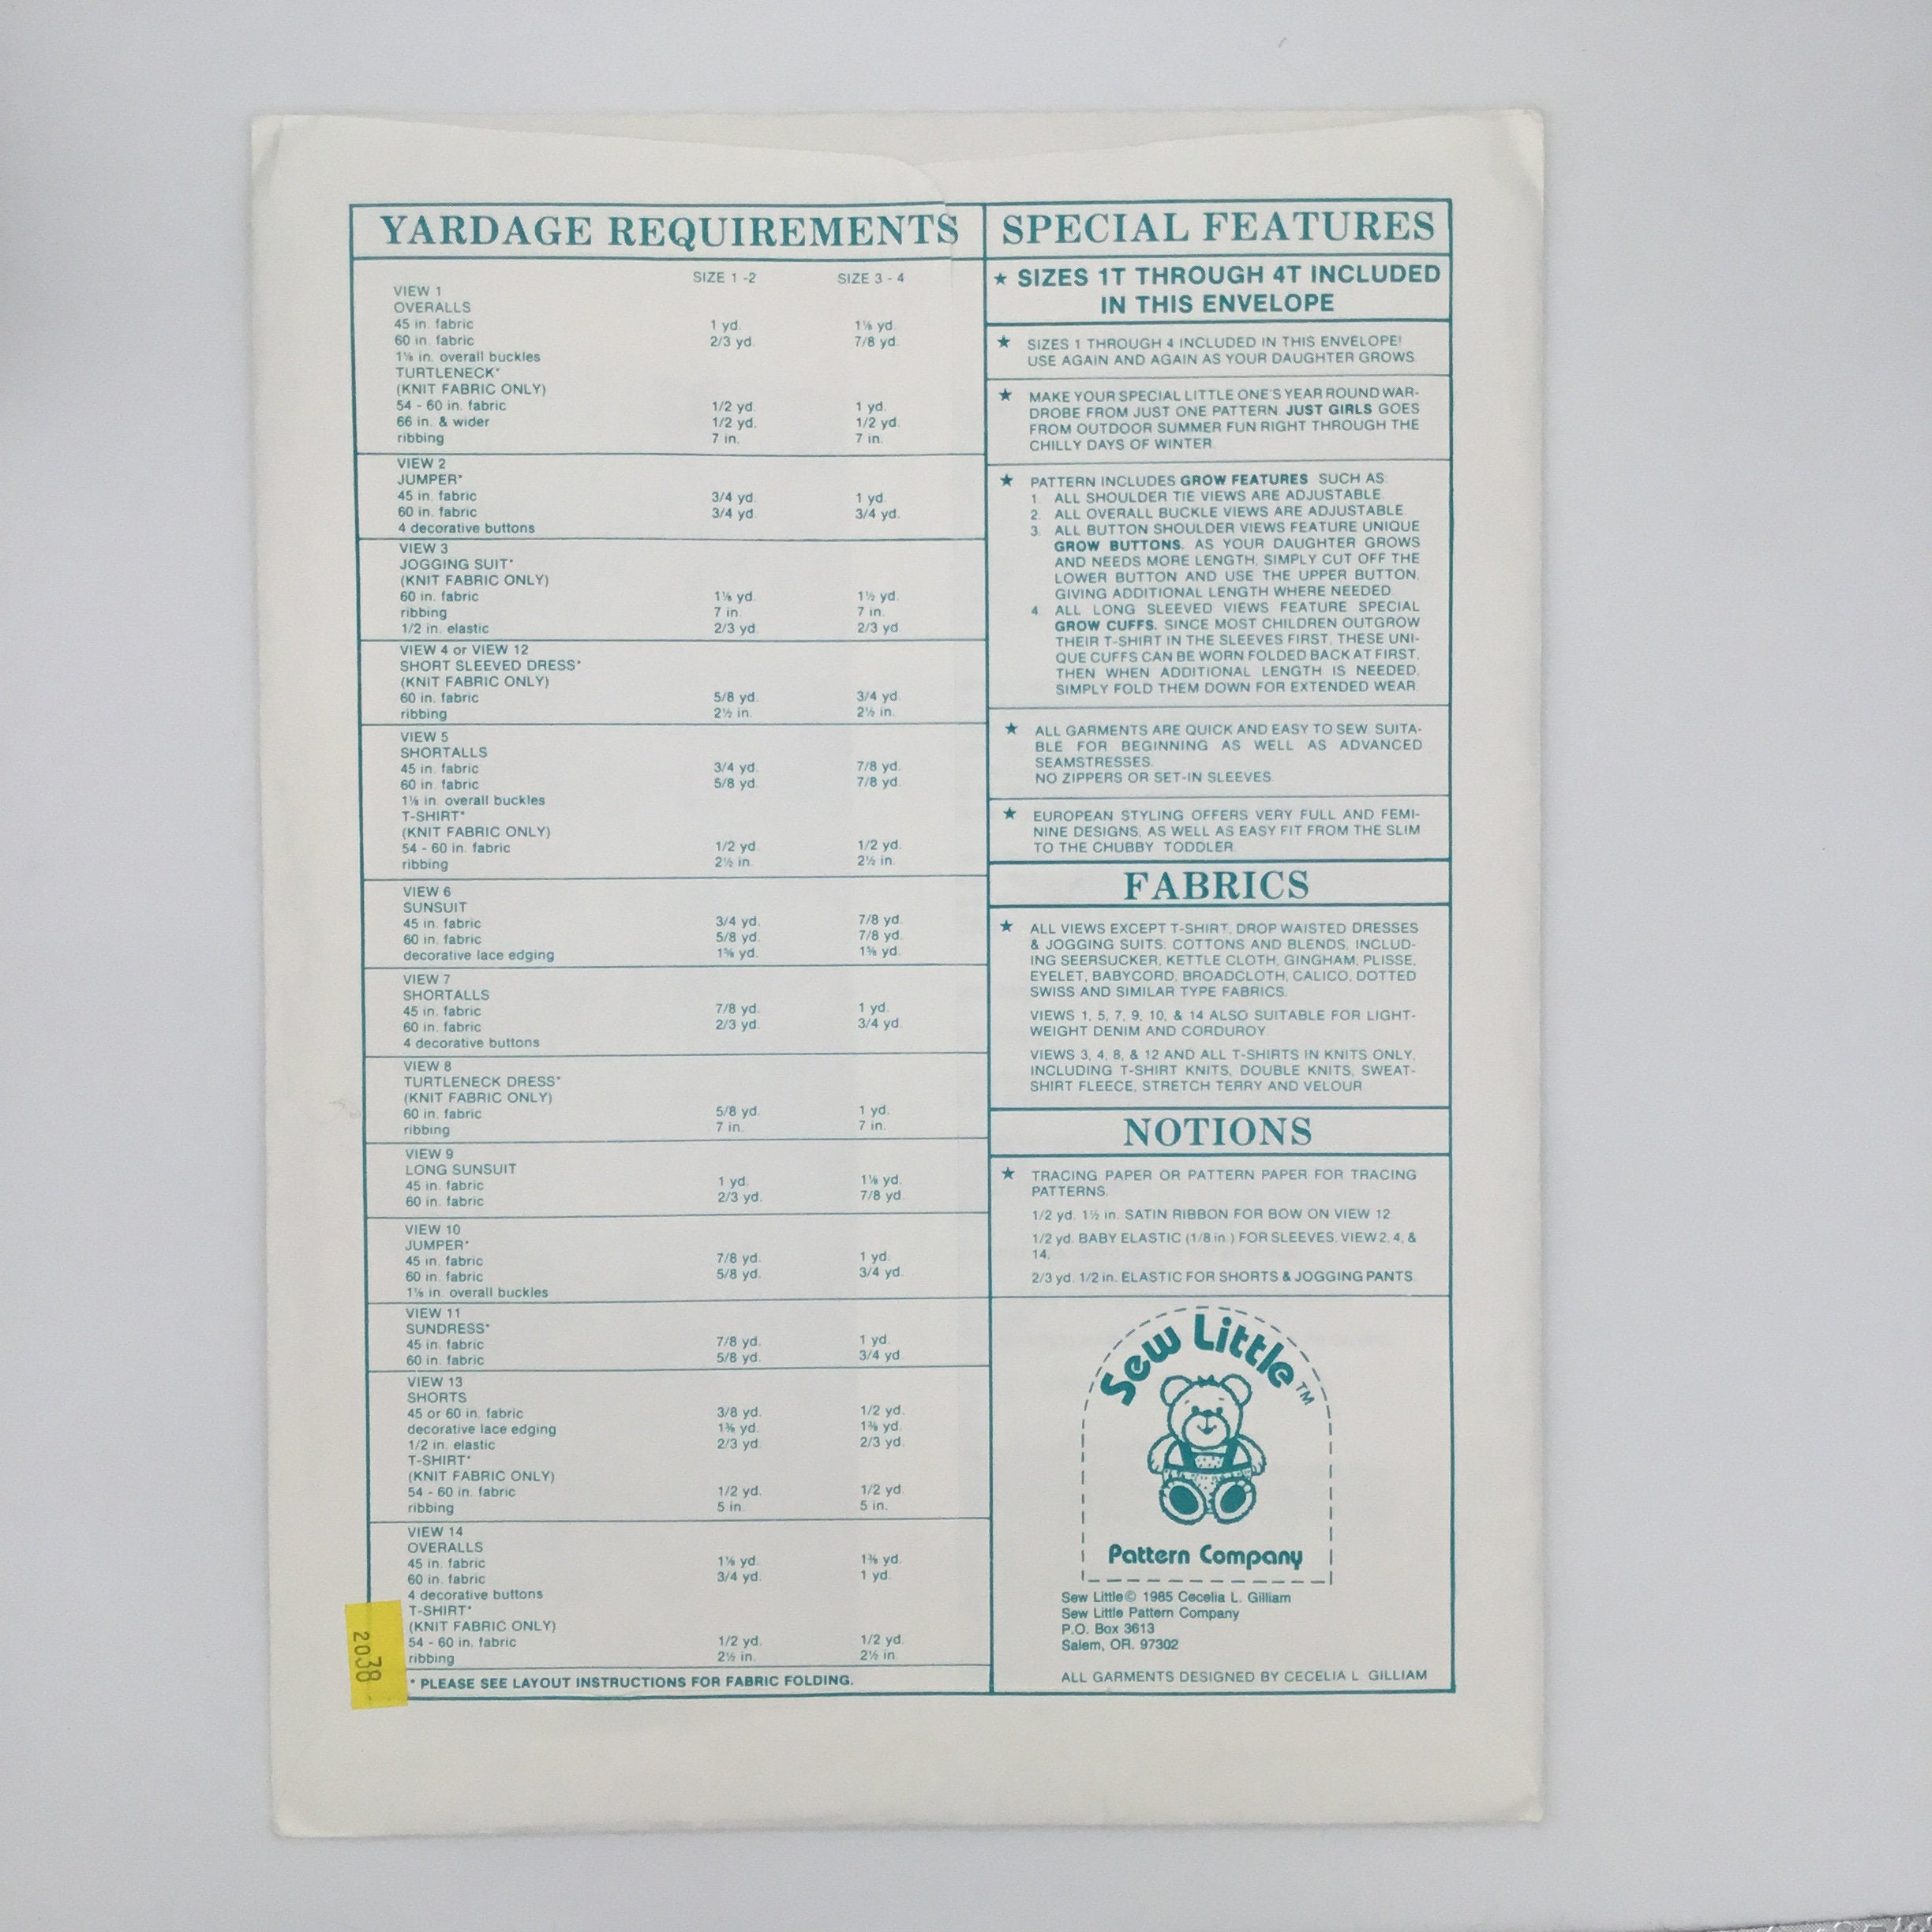 YARDAGE REQUIREMENTS
SIZE 1 -2 SIZE 3 - 4
VIEW 1
OVERALLS
45 in. fabric 1 yd. 1⅛ yd.
60 in. fabric 2/3 yd. 7/8 yd.
1⅛ in. overall buckles
TURTLENECK*
(KNIT FABRIC ONLY)
54 - 60 in. fabric 1/2 yd. 1 yd.
66 in. & wider 1/2 yd. 1/2 yd.
ribbing 7 in. 7 in.
VIEW 2
JUMPER*
45 in. fabric 3/4 yd. 1 yd.
60 in. fabric 3/4 yd. 3/4 yd.
4 decorative buttons
VIEW 3
JOGGING SUIT*
(KNIT FABRIC ONLY)
60 in. fabric 1⅛ yd. 1½ yd.
ribbing 7 in. 7 in.
1/2 in. elastic 2/3 yd. 2/3 yd.
VIEW 4 or VIEW 12
SHORT SLEEVED DRESS*
(KNIT FABRIC ONLY)
60 in. fabric 5/8 yd. 3/4 yd.
ribbing 2½ in. 2½ in.
VIEW 5
SHORTALLS
45 in. fabric 3/4 yd. 7/8 yd.
60 in. fabric 5/8 yd. 7/8 yd.
1⅛ in. overall buckles
T-SHIRT*
(KNIT FABRIC ONLY)
54 - 60 in. fabric 1/2 yd. 1/2 yd.
ribbing 2½ in. 2½ in.
VIEW 6
SUNSUIT
45 in. fabric 3/4 yd. 7/8 yd.
60 in. fabric 5/8 yd. 7/8 yd.
decorative lace edging yd. yd.
VIEW 7
SHORTALLS
45 in. fabric 7/8 yd. 1 yd.
60 in. fabric 2/3 yd. 3/4 yd.
4 decorative buttons
VIEW 8
TURTLENECK DRESS*
(KNIT FABRIC ONLY)
60 in. fabric 5/8 yd. 1 yd.
ribbing 7 in. 7 in.
VIEW 9
LONG SUNSUIT
45 in. fabric 1 yd. 1⅛ yd.
60 in. fabric 2/3 yd. 7/8 yd.
VIEW 10
JUMPER*
45 in. fabric 7/8 yd. 1 yd.
60 in. fabric 5/8 yd. 3/4 yd.
1⅛ in. overall buckles
VIEW 11
SUNDRESS*
45 in. fabric 7/8 yd. 1 yd.
60 in. fabric 5/8 yd. 3/4 yd.
VIEW 13
SHORTS
45 or 60 in. fabric 3/8 yd. 1/2 yd.
decorative lace edging 1⅜ yd. 1⅜ yd.
1/2 in. elastic 2/3 yd. 2/3 yd.
T-SHIRT*
(KNIT FABRIC ONLY)
54 - 60 in. fabric 1/2 yd. 1/2 yd.
ribbing 5 in. 5 in.
VIEW 14
OVERALLS
45 in. fabric 1⅛ yd. 1⅜ yd.
60 in. fabric 3/4 yd. 1 yd.
4 decorative buttons
T-SHIRT*
(KNIT FABRIC ONLY)
54 - 60 in. fabric 1/2 yd. 1/2 yd.
ribbing 2½ in. 2½ in.
* PLEASE SEE LAYOUT INSTRUCTIONS FOR FABRIC FOLDING.
2038
SPECIAL FEATURES
★ SIZES 1T THROUGH 4T INCLUDED
IN THIS ENVELOPE
★ SIZES 1 THROUGH 4 INCLUDED IN THIS ENVELOPE!
USE AGAIN AND AGAIN AS YOUR DAUGHTER GROWS.
★ MAKE YOUR SPECIAL LITTLE ONE'S YEAR ROUND WAR-
DROBE FROM JUST ONE PATTERN. JUST GIRLS GOES
FROM OUTDOOR SUMMER FUN RIGHT THROUGH THE
CHILLY DAYS OF WINTER.
★ PATTERN INCLUDES GROW FEATURES SUCH AS:
1. ALL SHOULDER TIE VIEWS ARE ADJUSTABLE.
2. ALL OVERALL BUCKLE VIEWS ARE ADJUSTABLE.
3. ALL BUTTON SHOULDER VIEWS FEATURE UNIQUE
GROW BUTTONS. AS YOUR DAUGHTER GROWS
AND NEEDS MORE LENGTH, SIMPLY CUT OFF THE
LOWER BUTTON AND USE THE UPPER BUTTON,
GIVING ADDITIONAL LENGTH WHERE NEEDED.
4. ALL LONG SLEEVED VIEWS FEATURE SPECIAL
GROW CUFFS. SINCE MOST CHILDREN OUTGROW
THEIR T-SHIRT IN THE SLEEVES FIRST, THESE UNI-
QUE CUFFS CAN BE WORN FOLDED BACK AT FIRST,
THEN WHEN ADDITIONAL LENGTH IS NEEDED,
SIMPLY FOLD THEM DOWN FOR EXTENDED WEAR.
★ ALL GARMENTS ARE QUICK AND EASY TO SEW. SUITA-
BLE FOR BEGINNING AS WELL AS ADVANCED
SEAMSTRESSES.
NO ZIPPERS OR SET-IN SLEEVES.
★ EUROPEAN STYLING OFFERS VERY FULL AND FEMI-
NINE DESIGNS, AS WELL AS EASY FIT FROM THE SLIM
TO THE CHUBBY TODDLER.
FABRICS
★ ALL VIEWS EXCEPT T-SHIRT, DROP WAISTED DRESSES
& JOGGING SUITS: COTTONS AND BLENDS, INCLUD-
ING SEERSUCKER, KETTLE CLOTH, GINGHAM, PLISSE,
EYELET, BABYCORD, BROADCLOTH, CALICO, DOTTED
SWISS AND SIMILAR TYPE FABRICS.
VIEWS 1, 5, 7, 9, 10, & 14 ALSO SUITABLE FOR LIGHT-
WEIGHT DENIM AND CORDUROY.
VIEWS 3, 4, 8, & 12 AND ALL T-SHIRTS IN KNITS ONLY,
INCLUDING T-SHIRT KNITS, DOUBLE KNITS, SWEAT-
SHIRT FLEECE, STRETCH TERRY AND VELOUR.
NOTIONS
★ TRACING PAPER OR PATTERN PAPER FOR TRACING
PATTERNS.
1/2 yd. 1½ in. SATIN RIBBON FOR BOW ON VIEW 12.
1/2 yd. BABY ELASTIC (1/8 in.) FOR SLEEVES, VIEW 2, 4, &
14.
2/3 yd. 1/2 in. ELASTIC FOR SHORTS & JOGGING PANTS.
Sew Little™
Pattern Company
Sew Little© 1985 Cecelia L. Gilliam
Sew Little Pattern Company
P.O. Box 3613
Salem, OR. 97302
ALL GARMENTS DESIGNED BY CECELIA L. GILLIAM